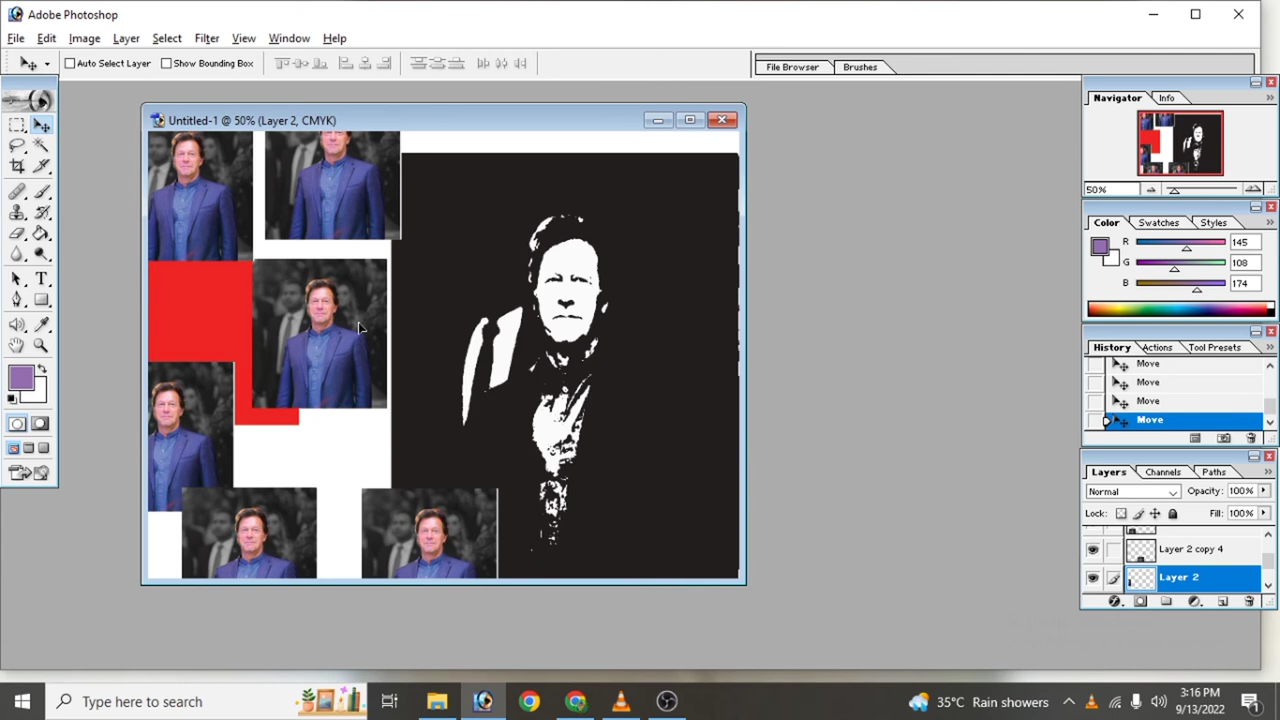 Adobe Photoshop
File Edit Image Layer Select Filter View Window Help
Auto Select Layer Show Bounding Box File Browser Brushes
Untitled-1 @ 50% (Layer 2, CMYK)
Navigator Info
50%
Color Swatches Styles
R 145
G 108
B 174
History Actions Tool Presets
Move
Move
Move
Move
Layers Channels Paths
Normal Opacity: 100%
Lock: Fill: 100%
Layer 2 copy 4
Layer 2
Type here to search
35°C Rain showers
3:16 PM
9/13/2022
1